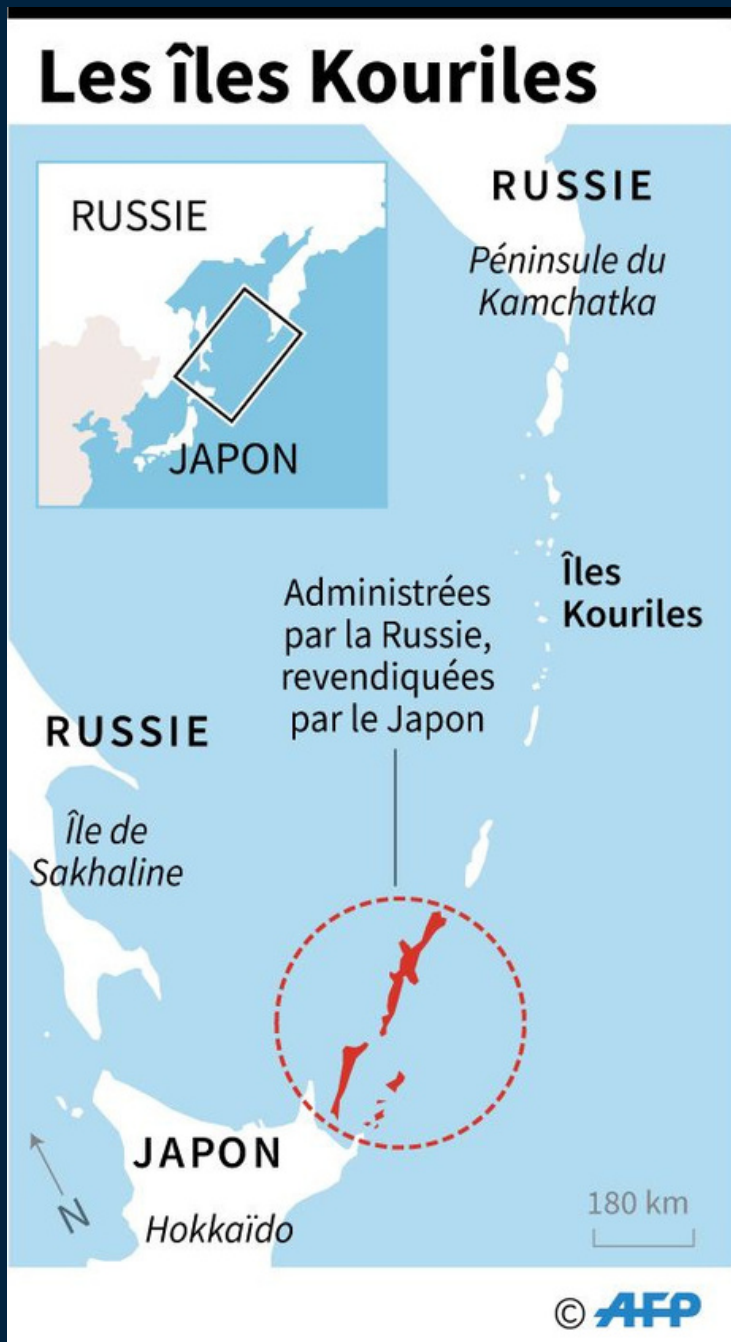 Les îles Kouriles
RUSSIE
JAPON
RUSSIE
Péninsule du
Kamchatka
Îles
Kouriles
Administrées
par la Russie,
revendiquées
par le Japon
RUSSIE
Île de
Sakhaline
JAPON
Hokkaïdo
N
180 km
© AFP